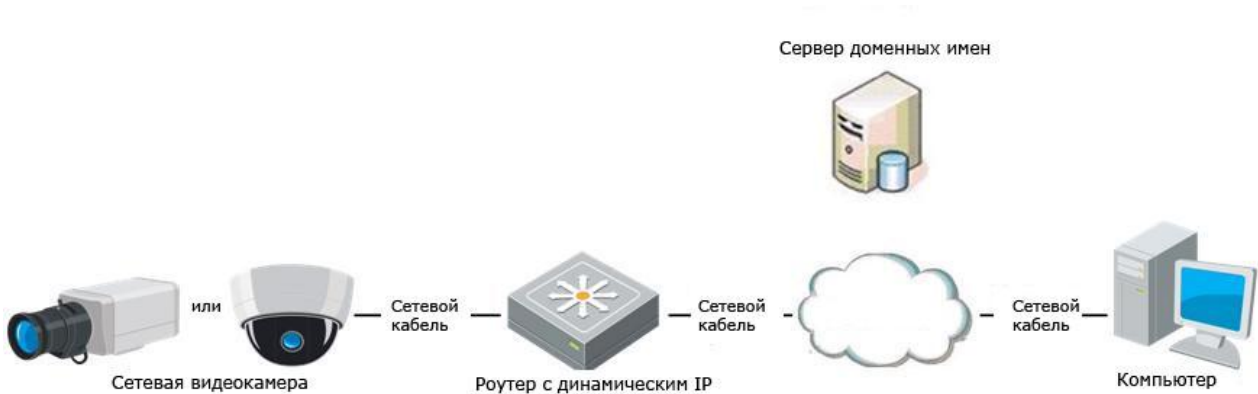 Сервер доменных имен
или
Сетевой
кабель
Сетевой
кабель
Сетевой
кабель
Сетевая видеокамера
Роутер с динамическим IP
Компьютер